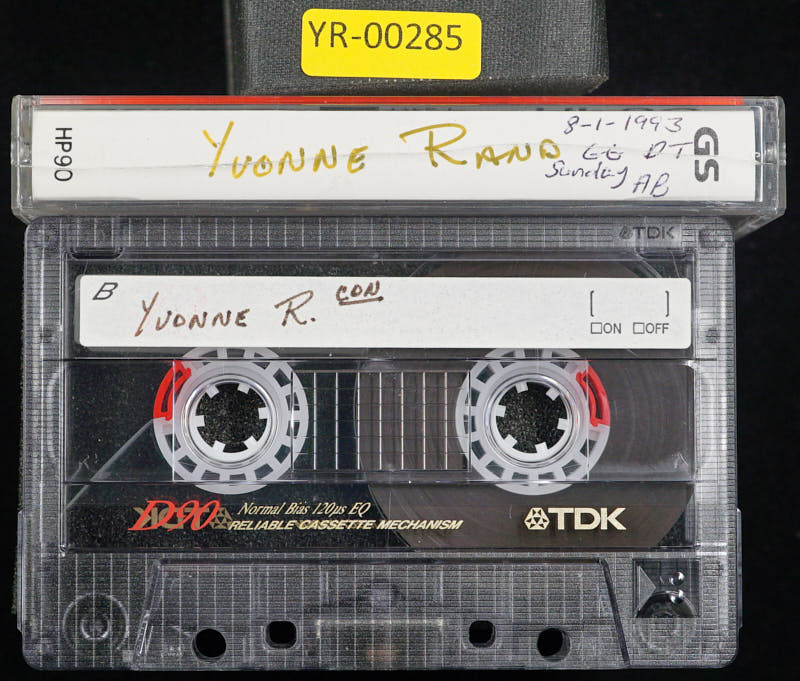 YR-00285
HP90
YVONNE RAND
8-1-1993
GG DT
Sunday
AB
GS
TDK
B
YVONNE R. CON
[ ]
ON OFF
D90
Normal Bias 120µs EQ
RELIABLE CASSETTE MECHANISM
TDK